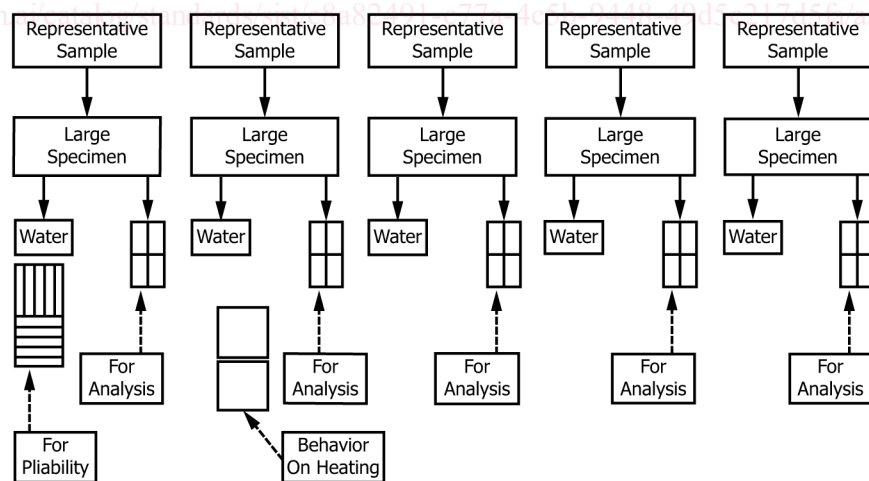 Representative Sample
Representative Sample
Representative Sample
Representative Sample
Representative Sample
Large Specimen
Large Specimen
Large Specimen
Large Specimen
Large Specimen
Water
Water
Water
Water
Water
For Analysis
For Analysis
For Analysis
For Analysis
For Analysis
For Pliability
Behavior On Heating